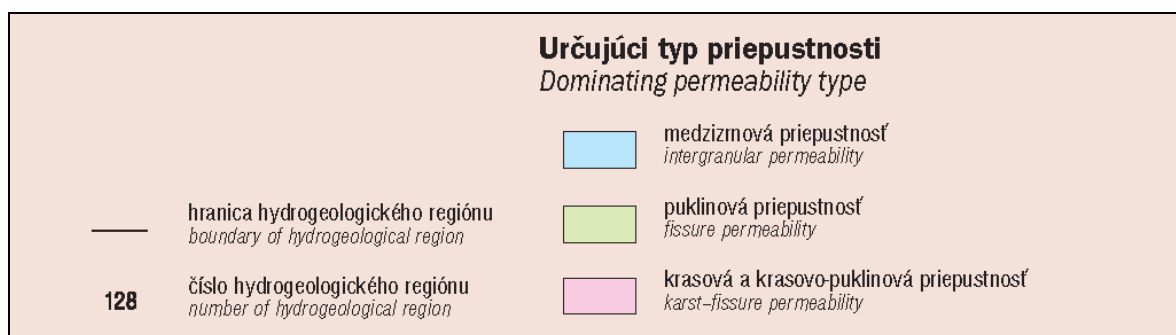 Určujúci typ priepustnosti
Dominating permeability type
medzizrnová priepustnosť
intergranular permeability
hranica hydrogeologického regiónu
boundary of hydrogeological region
puklinová priepustnosť
fissure permeability
128
číslo hydrogeologického regiónu
number of hydrogeological region
krasová a krasovo-puklinová priepustnosť
karst–fissure permeability